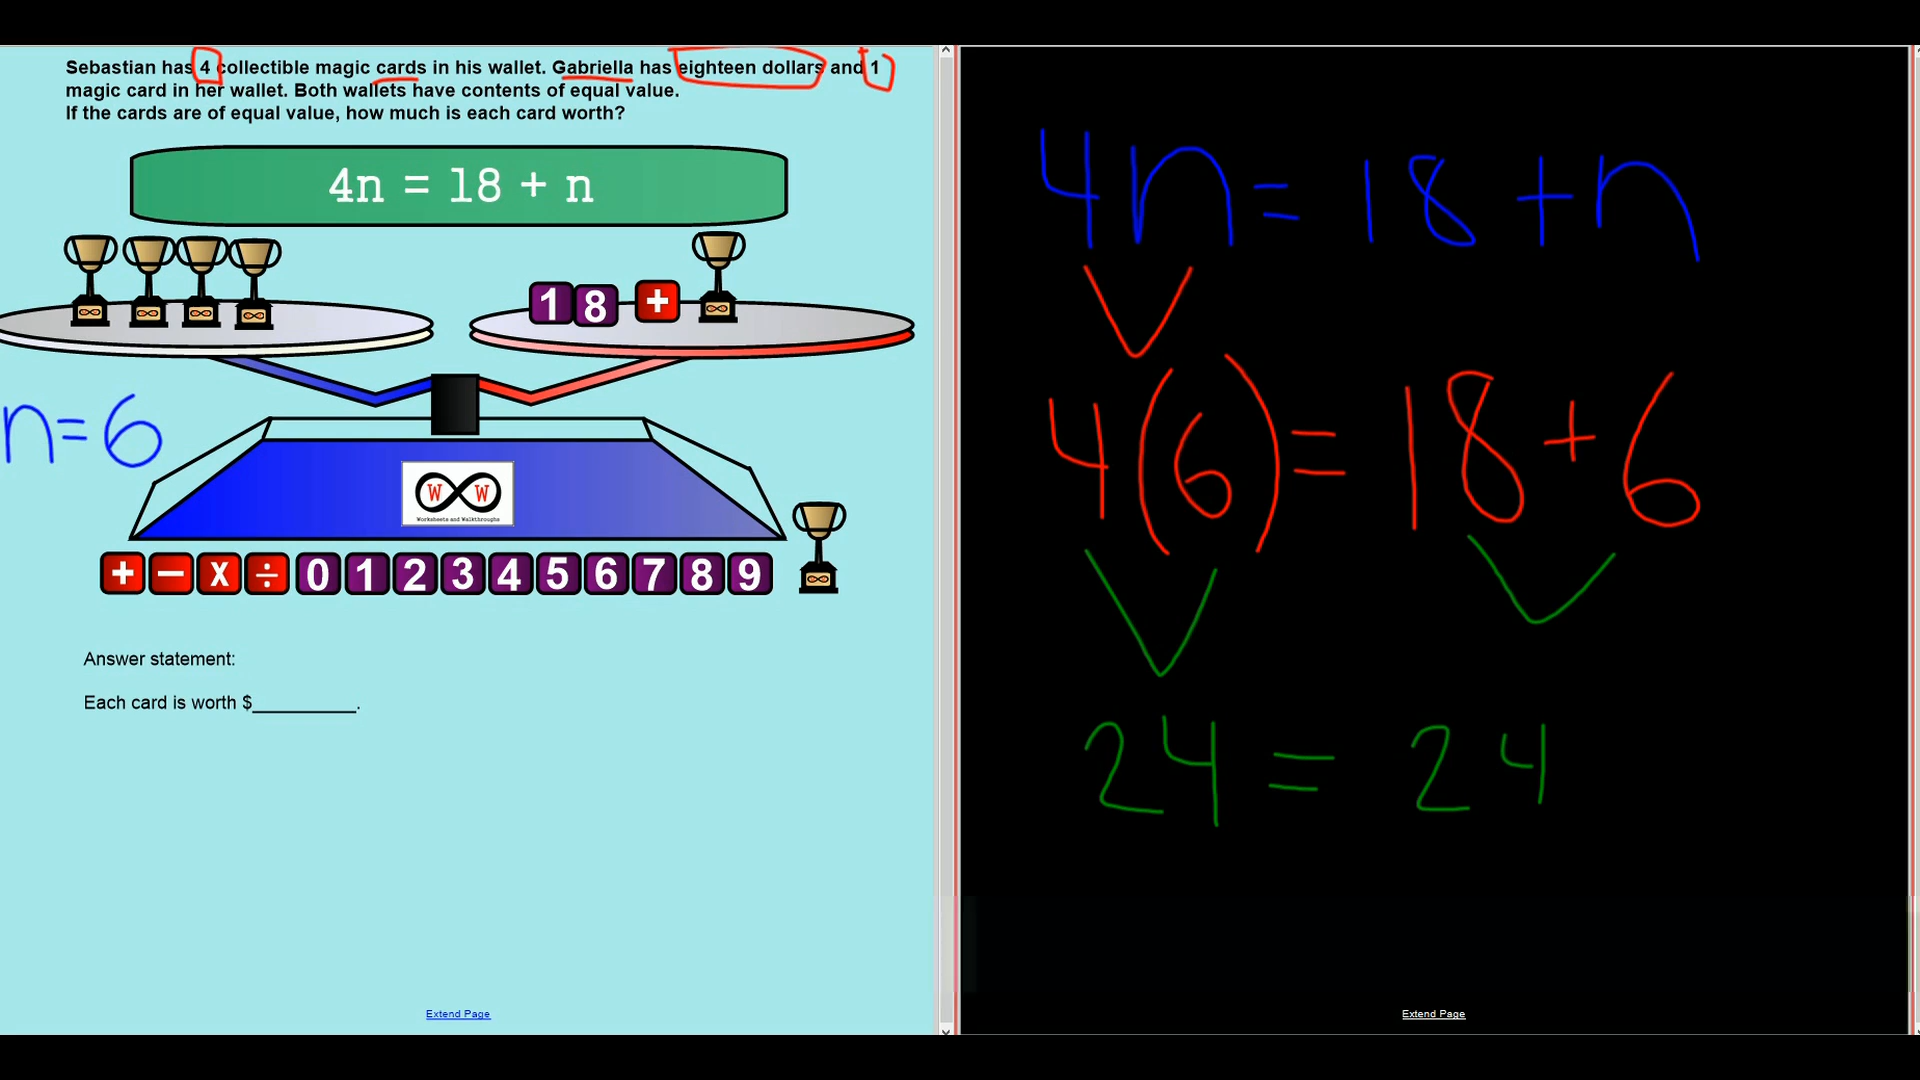 Sebastian has 4 collectible magic cards in his wallet. Gabriella has eighteen dollars and 1
magic card in her wallet. Both wallets have contents of equal value.
If the cards are of equal value, how much is each card worth?
4n = 18 + n
18 +
n=6
W W
Worksheets and Walkthroughs
+ − x ÷ 0 1 2 3 4 5 6 7 8 9
Answer statement:
Each card is worth $__________.
Extend Page
4n = 18 + n
4(6) = 18 + 6
24 = 24
Extend Page